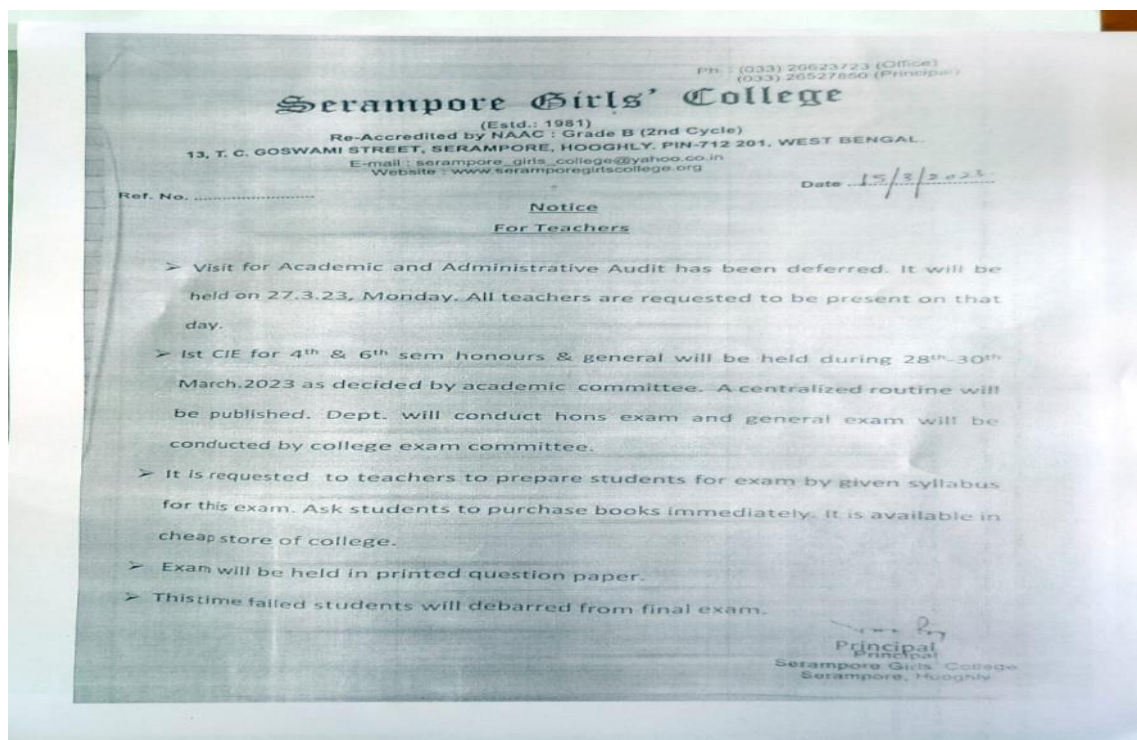 Ph : (033) 26623723 (Office)
(033) 26527850 (Principal)
Serampore Girls' College
(Estd.: 1981)
Re-Accredited by NAAC : Grade B (2nd Cycle)
13, T. C. GOSWAMI STREET, SERAMPORE, HOOGHLY. PIN-712 201, WEST BENGAL.
E-mail : serampore_girls_college@yahoo.co.in
Website : www.seramporegirlscollege.org
Ref. No. ........................
Date 15/3/2023
Notice
For Teachers
➢ Visit for Academic and Administrative Audit has been deferred. It will be
held on 27.3.23, Monday. All teachers are requested to be present on that
day.
➢ Ist CIE for 4th & 6th sem honours & general will be held during 28th-30th
March.2023 as decided by academic committee. A centralized routine will
be published. Dept. will conduct hons exam and general exam will be
conducted by college exam committee.
➢ It is requested to teachers to prepare students for exam by given syllabus
for this exam. Ask students to purchase books immediately. It is available in
cheap store of college.
➢ Exam will be held in printed question paper.
➢ This time failed students will debarred from final exam.
Principal
Principal
Serampore Girls' College
Serampore, Hooghly